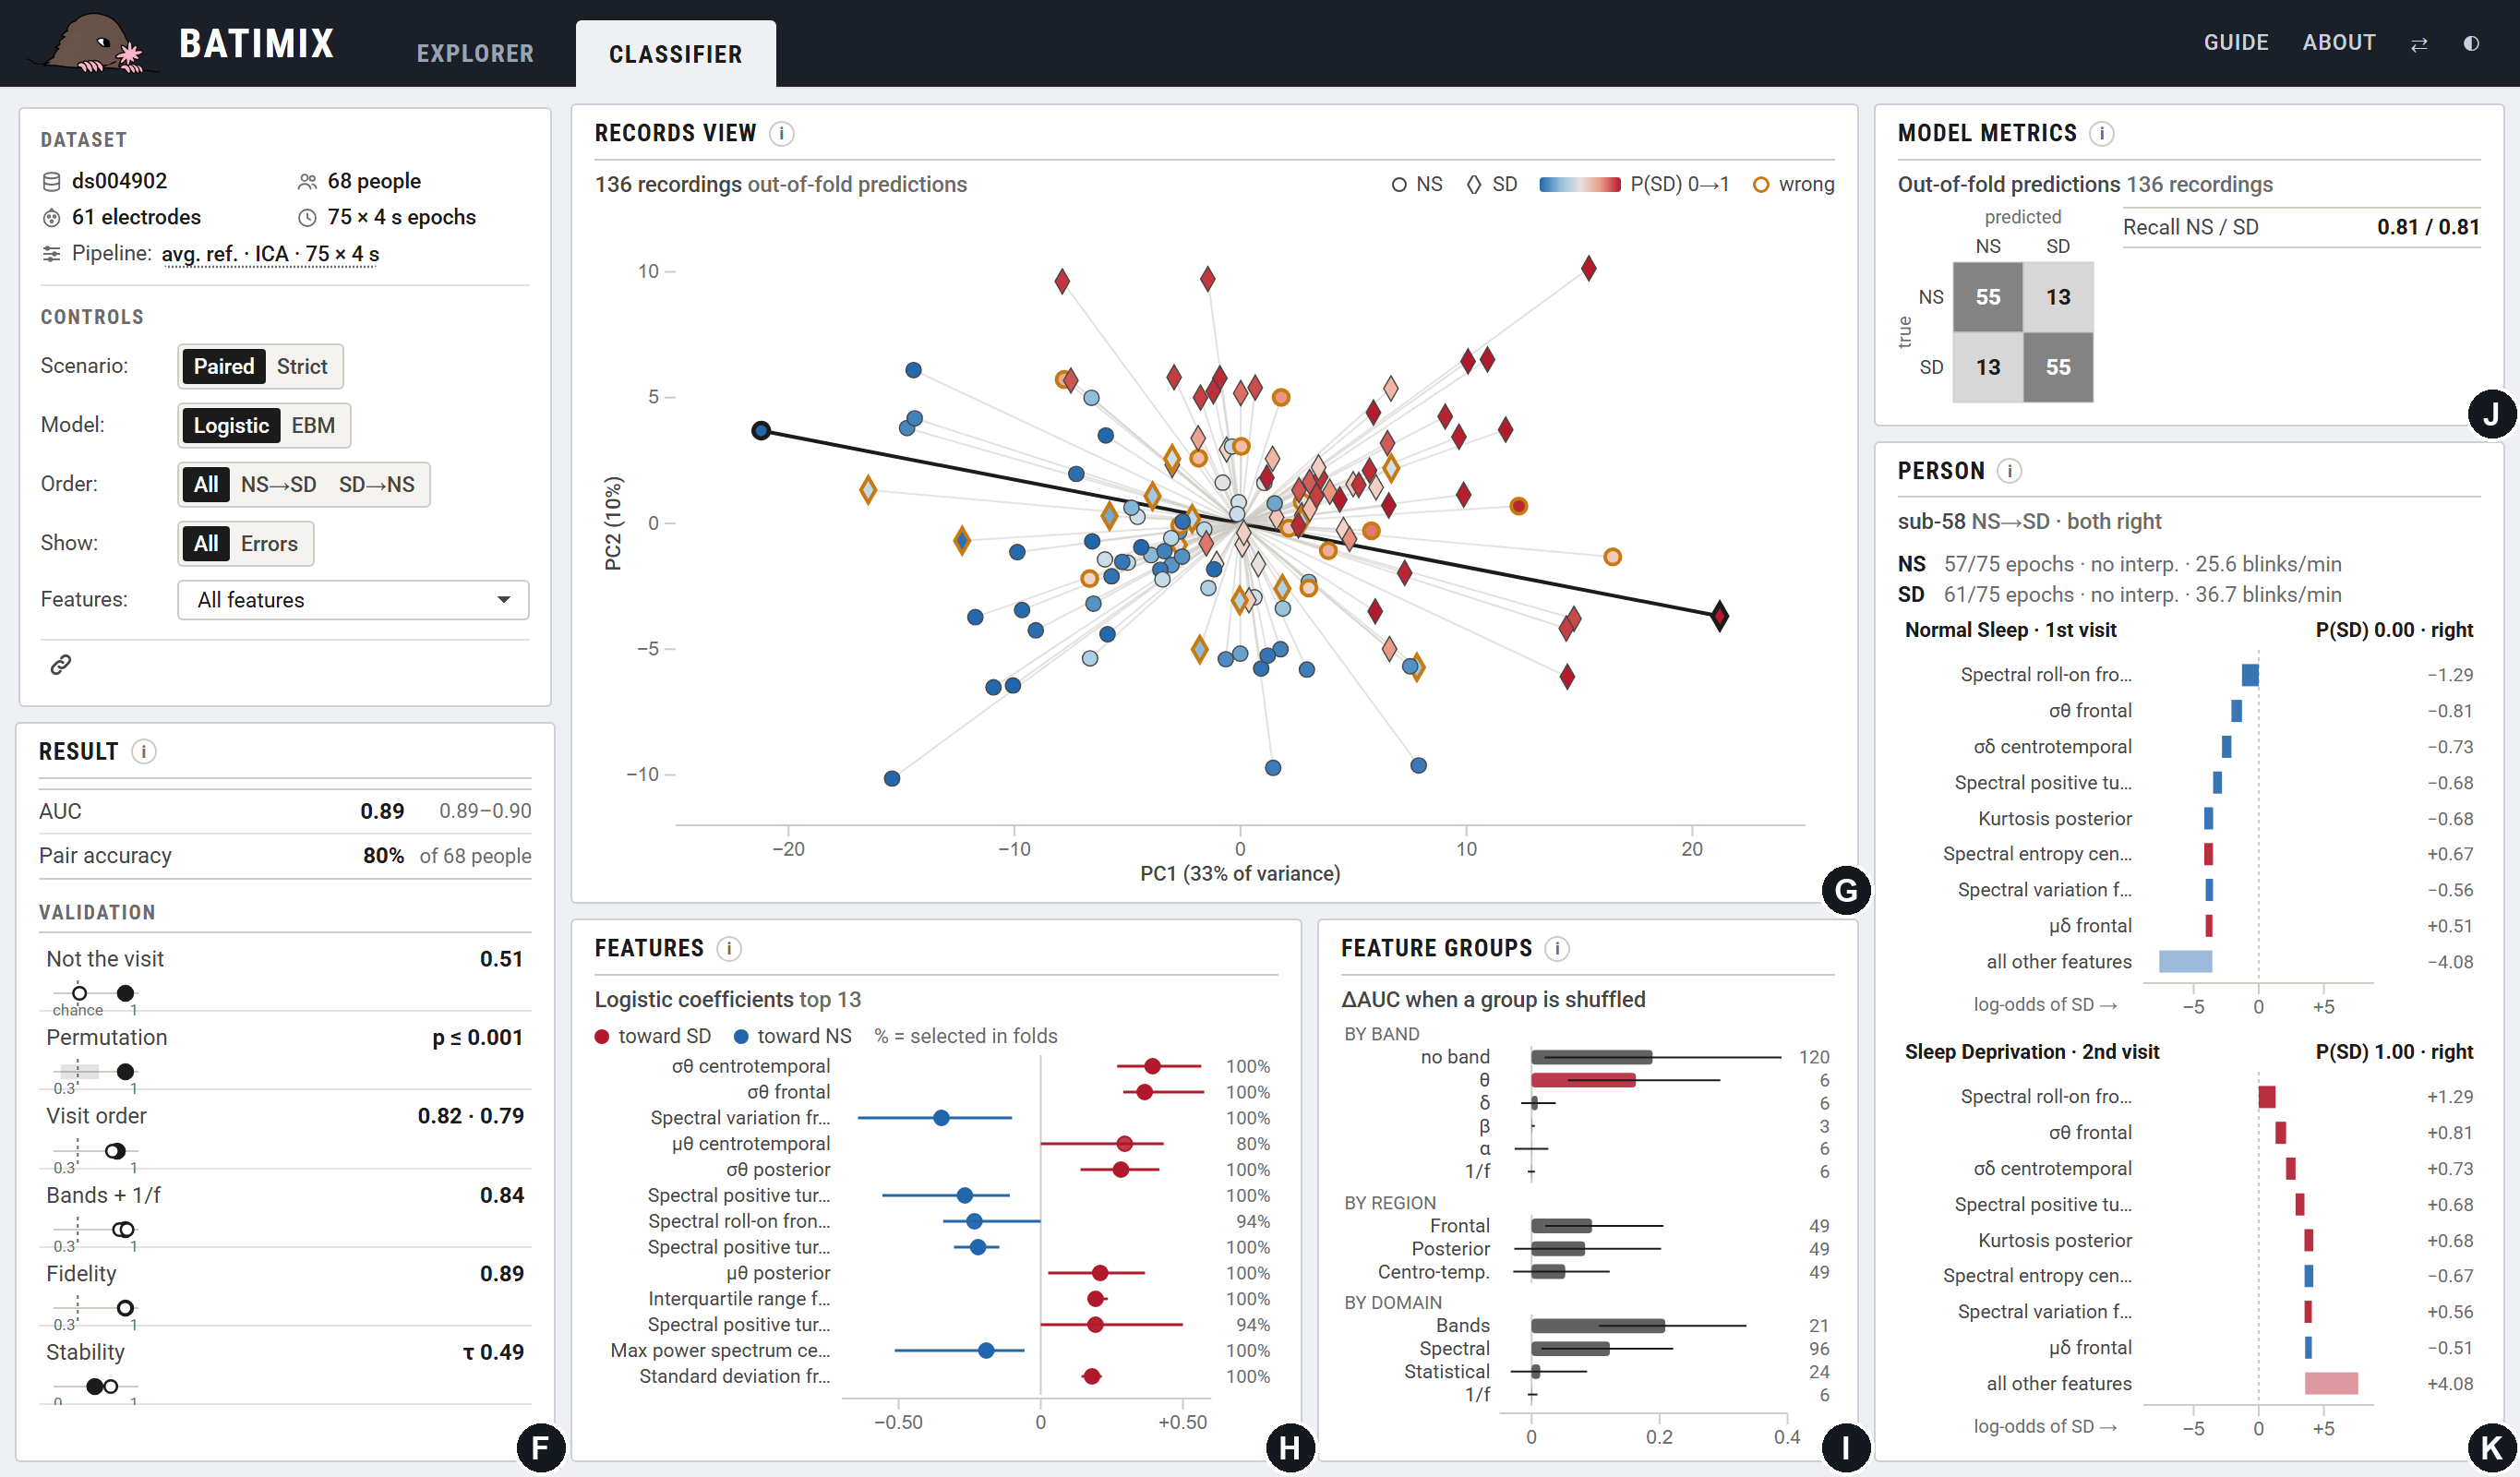 BATIMIX
EXPLORER
CLASSIFIER
GUIDE
ABOUT
DATASET
ds004902
68 people
61 electrodes
75 × 4 s epochs
Pipeline: avg. ref. · ICA · 75 × 4 s
CONTROLS
Scenario: Paired Strict
Model: Logistic EBM
Order: All NS→SD SD→NS
Show: All Errors
Features: All features
RESULT i
AUC 0.89 0.89–0.90
Pair accuracy 80% of 68 people
VALIDATION
Not the visit 0.51
chance 1
Permutation p ≤ 0.001
0.3 1
Visit order 0.82 · 0.79
0.3 1
Bands + 1/f 0.84
0.3 1
Fidelity 0.89
0.3 1
Stability τ 0.49
0 1
F
RECORDS VIEW i
136 recordings out-of-fold predictions
NS SD P(SD) 0→1 wrong
10
5
0
−5
−10
PC2 (10%)
−20 −10 0 10 20
PC1 (33% of variance)
G
FEATURES i
Logistic coefficients top 13
toward SD toward NS % = selected in folds
σθ centrotemporal 100%
σθ frontal 100%
Spectral variation fr... 100%
μθ centrotemporal 80%
σθ posterior 100%
Spectral positive tur... 100%
Spectral roll-on fron... 94%
Spectral positive tur... 100%
μθ posterior 100%
Interquartile range f... 100%
Spectral positive tur... 94%
Max power spectrum ce... 100%
Standard deviation fr... 100%
−0.50 0 +0.50
H
FEATURE GROUPS i
ΔAUC when a group is shuffled
BY BAND
no band 120
θ 6
δ 6
β 3
α 6
1/f 6
BY REGION
Frontal 49
Posterior 49
Centro-temp. 49
BY DOMAIN
Bands 21
Spectral 96
Statistical 24
1/f 6
0 0.2 0.4
I
MODEL METRICS i
Out-of-fold predictions 136 recordings
predicted
NS SD
true
NS 55 13
SD 13 55
Recall NS / SD 0.81 / 0.81
J
PERSON i
sub-58 NS→SD · both right
NS 57/75 epochs · no interp. · 25.6 blinks/min
SD 61/75 epochs · no interp. · 36.7 blinks/min
Normal Sleep · 1st visit P(SD) 0.00 · right
Spectral roll-on fro... −1.29
σθ frontal −0.81
σδ centrotemporal −0.73
Spectral positive tu... −0.68
Kurtosis posterior −0.68
Spectral entropy cen... +0.67
Spectral variation f... −0.56
μδ frontal +0.51
all other features −4.08
log-odds of SD → −5 0 +5
Sleep Deprivation · 2nd visit P(SD) 1.00 · right
Spectral roll-on fro... +1.29
σθ frontal +0.81
σδ centrotemporal +0.73
Spectral positive tu... +0.68
Kurtosis posterior +0.68
Spectral entropy cen... −0.67
Spectral variation f... +0.56
μδ frontal −0.51
all other features +4.08
log-odds of SD → −5 0 +5
K